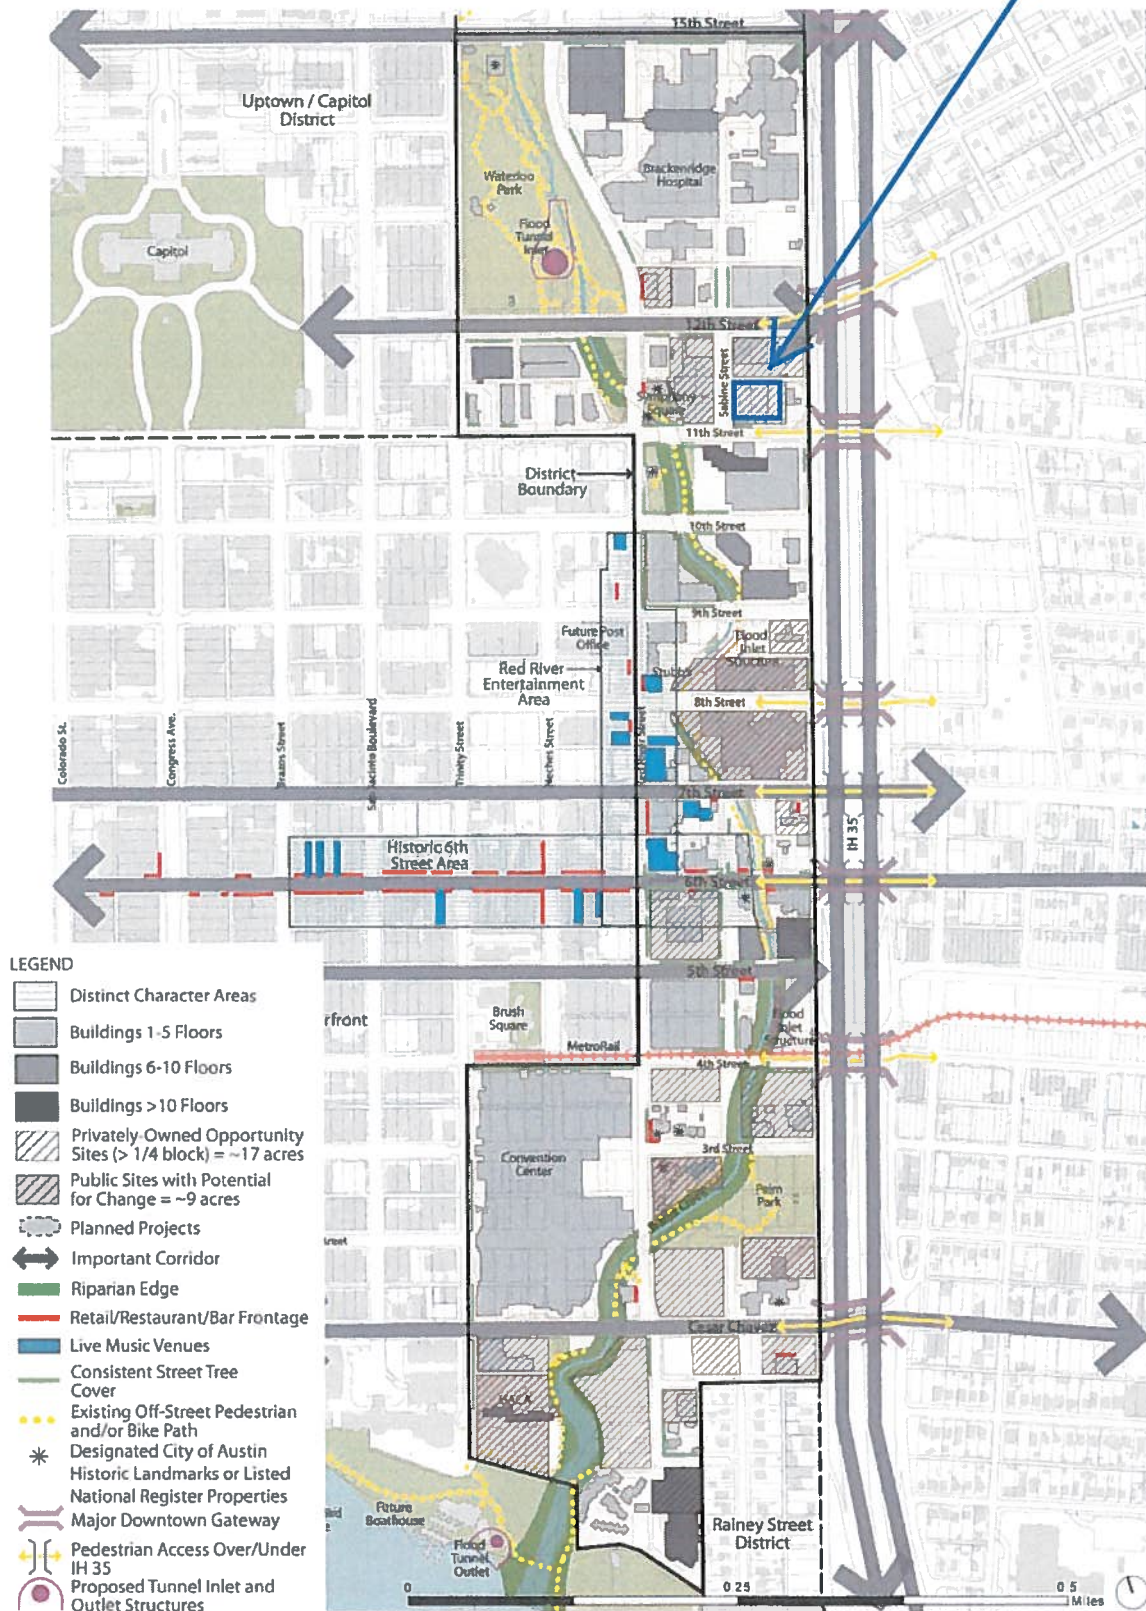 15th Street
Uptown / Capitol
District
Waterloo
Park
Brackenridge
Hospital
Flood
Tunnel
Inlet
Capitol
12th Street
Sabine Street
Symphony
Square
11th Street
District
Boundary
10th Street
9th Street
Future Post
Office
Flood
Inlet
Structure
Red River
Entertainment
Area
Stubb's
8th Street
Colorado St.
Congress Ave.
Brazos Street
San Jacinto Boulevard
Trinity Street
Neches Street
Red River Street
7th Street
IH 35
Historic 6th
Street Area
6th Street
5th Street
LEGEND
Distinct Character Areas
Buildings 1-5 Floors
Buildings 6-10 Floors
Buildings >10 Floors
Privately-Owned Opportunity
Sites (> 1/4 block) = ~17 acres
Public Sites with Potential
for Change = ~9 acres
Planned Projects
Important Corridor
Riparian Edge
Retail/Restaurant/Bar Frontage
Live Music Venues
Consistent Street Tree
Cover
Existing Off-Street Pedestrian
and/or Bike Path
Designated City of Austin
Historic Landmarks or Listed
National Register Properties
Major Downtown Gateway
Pedestrian Access Over/Under
IH 35
Proposed Tunnel Inlet and
Outlet Structures
rfront
Brush
Square
Flood
Inlet
Structure
MetroRail
4th Street
Convention
Center
3rd Street
Palm
Park
Cesar Chavez
HACA
Future
Boathouse
Flood
Tunnel
Outlet
Rainey Street
District
0
0 25
0 5
Miles